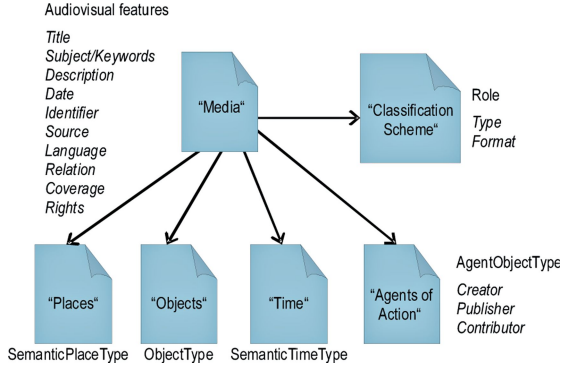 Audiovisual features
Title
Subject/Keywords
Description
Date
Identifier
Source
Language
Relation
Coverage
Rights
“Media“
“Classification
Scheme“
Role
Type
Format
“Places“
“Objects“
“Time“
“Agents of
Action“
AgentObjectType
Creator
Publisher
Contributor
SemanticPlaceType
ObjectType
SemanticTimeType